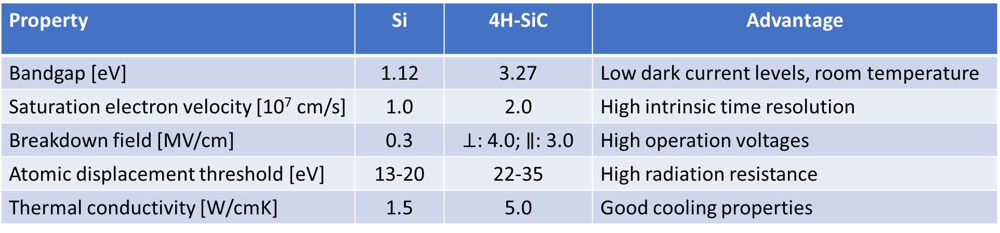 Property Si 4H-SiC Advantage
Bandgap [eV] 1.12 3.27 Low dark current levels, room temperature
Saturation electron velocity [10⁷ cm/s] 1.0 2.0 High intrinsic time resolution
Breakdown field [MV/cm] 0.3 ⊥: 4.0; ∥: 3.0 High operation voltages
Atomic displacement threshold [eV] 13-20 22-35 High radiation resistance
Thermal conductivity [W/cmK] 1.5 5.0 Good cooling properties